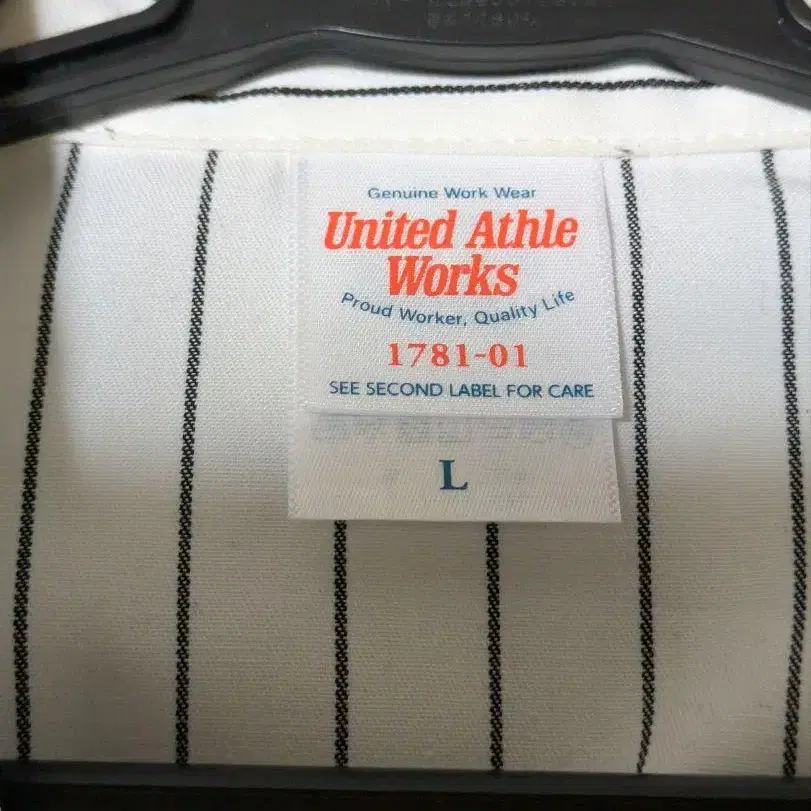 Genuine Work Wear
United Athle
Works
Proud Worker, Quality Life
1781-01
SEE SECOND LABEL FOR CARE
L